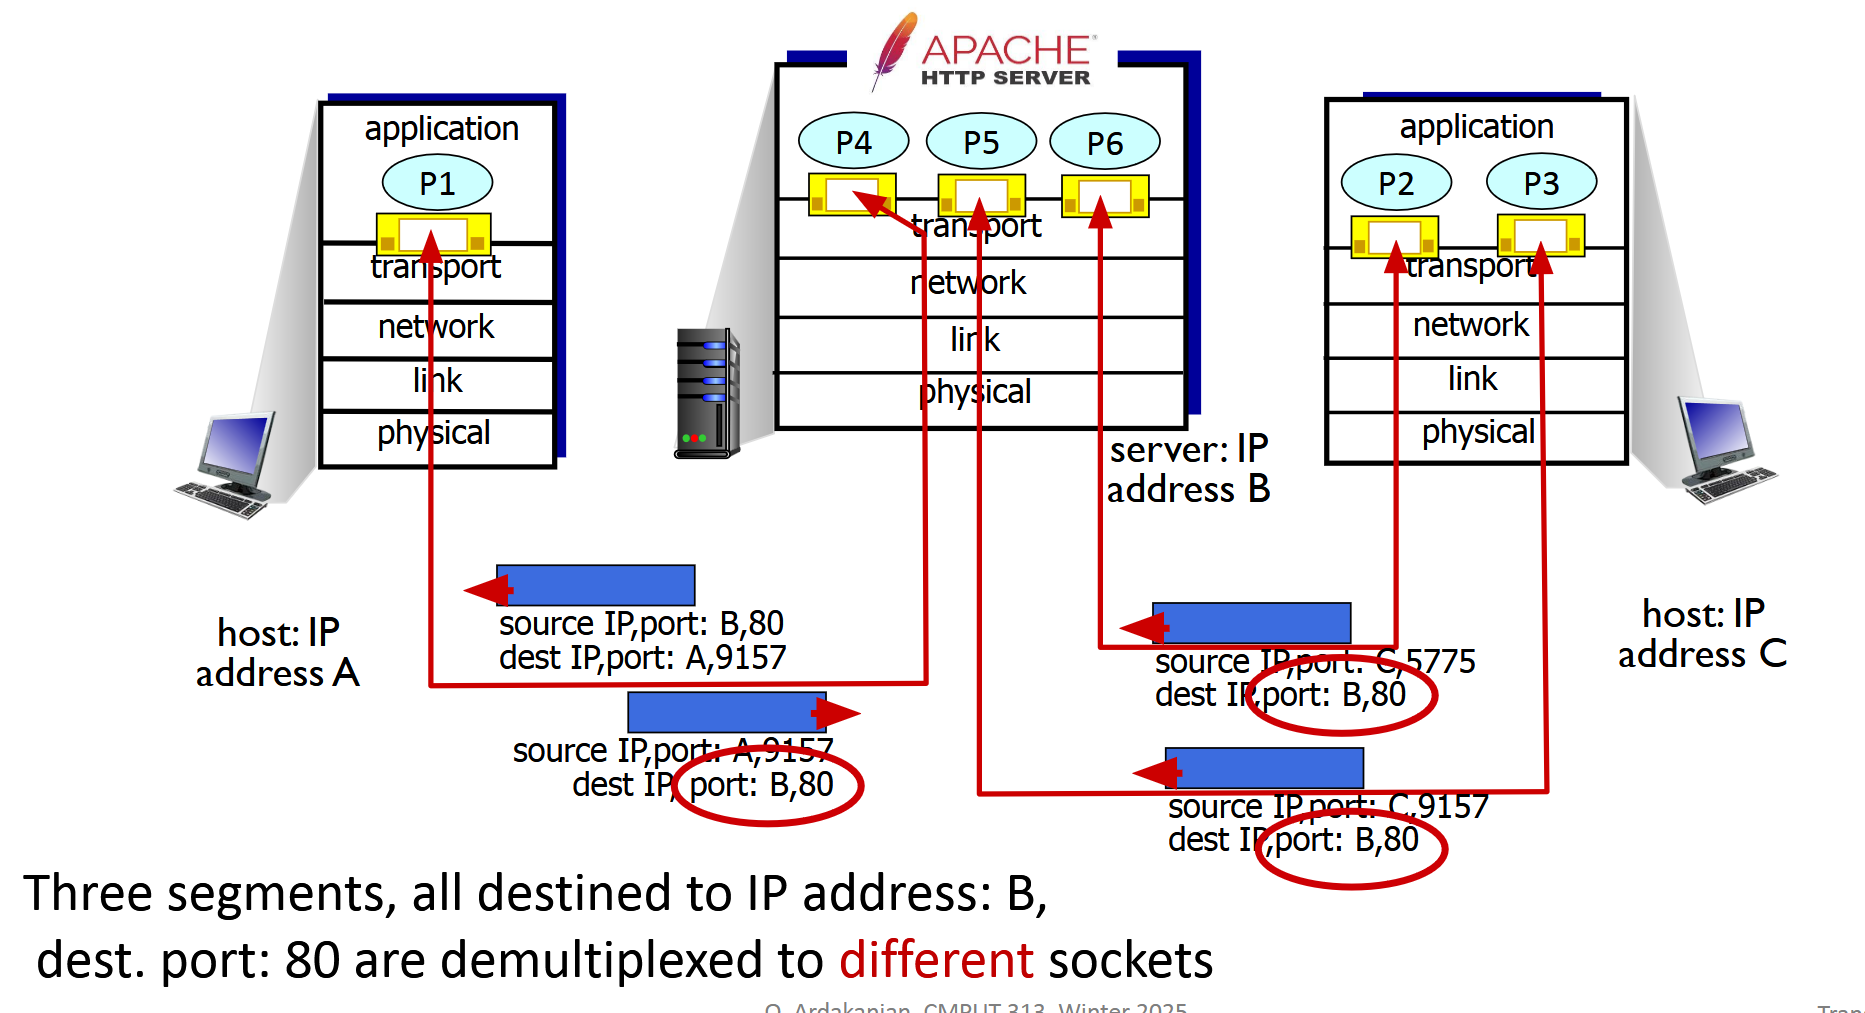 APACHE
HTTP SERVER
application
P1
transport
network
link
physical
P4
P5
P6
transport
network
link
physical
application
P2
P3
transport
network
link
physical
server: IP
address B
host: IP
address A
host: IP
address C
source IP,port: B,80
dest IP,port: A,9157
source IP,port: A,9157
dest IP, port: B,80
source IP,port: C,5775
dest IP,port: B,80
source IP,port: C,9157
dest IP,port: B,80
Three segments, all destined to IP address: B,
dest. port: 80 are demultiplexed to different sockets
O. Ardakanian, CMPUT 313, Winter 2025